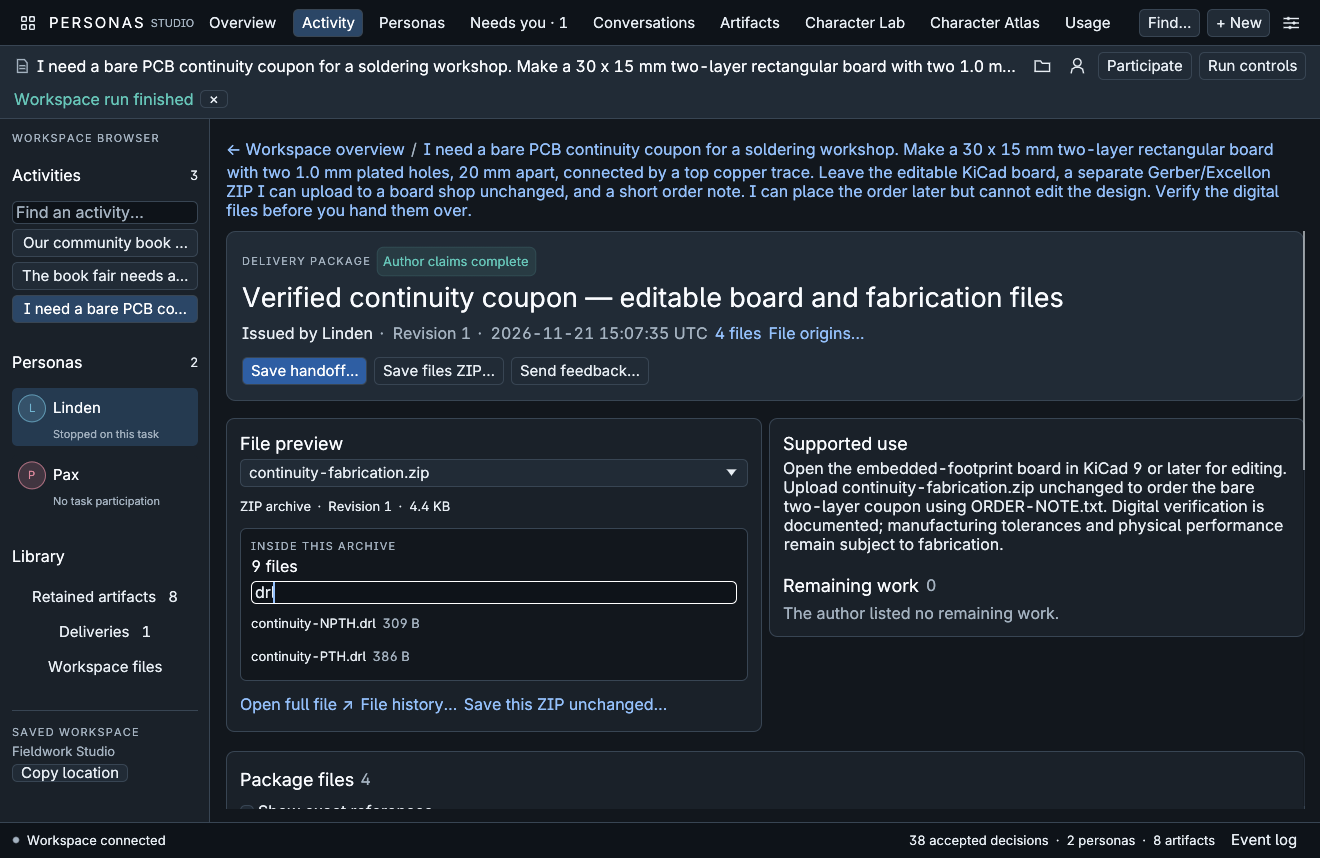 PERSONAS STUDIO Overview Activity Personas Needs you · 1 Conversations Artifacts Character Lab Character Atlas Usage Find... + New
I need a bare PCB continuity coupon for a soldering workshop. Make a 30 x 15 mm two-layer rectangular board with two 1.0 m... Participate Run controls
Workspace run finished ×
WORKSPACE BROWSER
Activities 3
Find an activity...
Our community book ...
The book fair needs a...
I need a bare PCB co...
Personas 2
L Linden
Stopped on this task
P Pax
No task participation
Library
Retained artifacts 8
Deliveries 1
Workspace files
SAVED WORKSPACE
Fieldwork Studio
Copy location
← Workspace overview / I need a bare PCB continuity coupon for a soldering workshop. Make a 30 x 15 mm two-layer rectangular board
with two 1.0 mm plated holes, 20 mm apart, connected by a top copper trace. Leave the editable KiCad board, a separate Gerber/Excellon
ZIP I can upload to a board shop unchanged, and a short order note. I can place the order later but cannot edit the design. Verify the digital
files before you hand them over.
DELIVERY PACKAGE Author claims complete
Verified continuity coupon — editable board and fabrication files
Issued by Linden · Revision 1 · 2026-11-21 15:07:35 UTC 4 files File origins...
Save handoff... Save files ZIP... Send feedback...
File preview
continuity-fabrication.zip
ZIP archive · Revision 1 · 4.4 KB
INSIDE THIS ARCHIVE
9 files
drl
continuity-NPTH.drl 309 B
continuity-PTH.drl 386 B
Open full file ↗ File history... Save this ZIP unchanged...
Supported use
Open the embedded-footprint board in KiCad 9 or later for editing.
Upload continuity-fabrication.zip unchanged to order the bare
two-layer coupon using ORDER-NOTE.txt. Digital verification is
documented; manufacturing tolerances and physical performance
remain subject to fabrication.
Remaining work 0
The author listed no remaining work.
Package files 4
Show exact references
Workspace connected
38 accepted decisions · 2 personas · 8 artifacts Event log